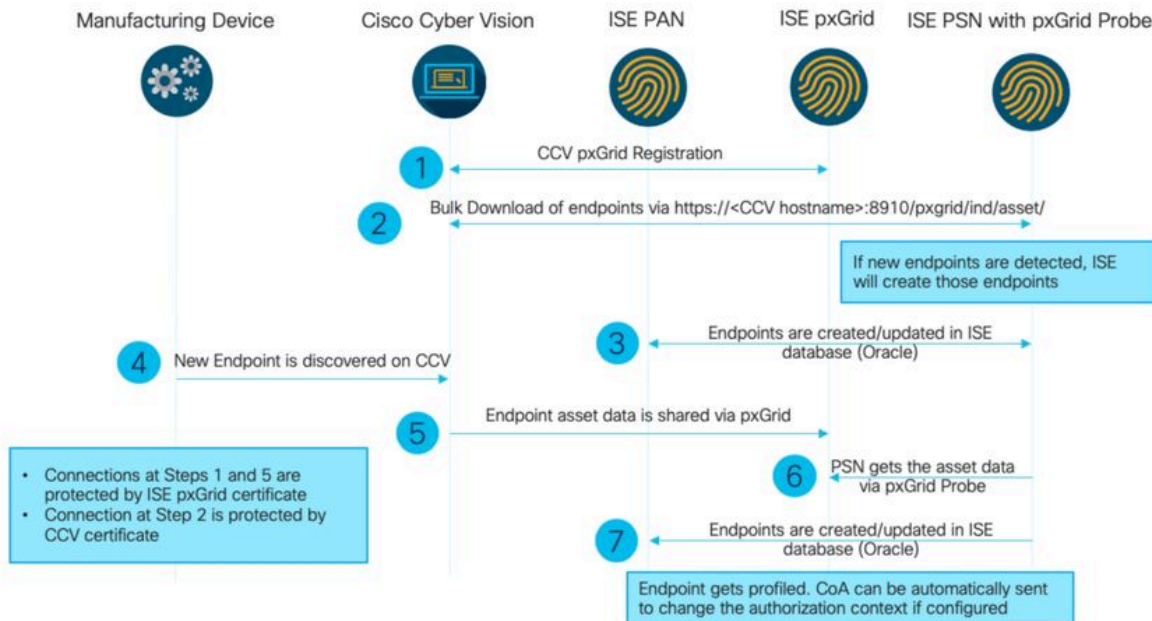 Manufacturing Device
Cisco Cyber Vision
ISE PAN
ISE pxGrid
ISE PSN with pxGrid Probe
1
CCV pxGrid Registration
2
Bulk Download of endpoints via https://<CCV hostname>:8910/pxgrid/ind/asset/
If new endpoints are detected, ISE
will create those endpoints
3
Endpoints are created/updated in ISE
database (Oracle)
4
New Endpoint is discovered on CCV
5
Endpoint asset data is shared via pxGrid
• Connections at Steps 1 and 5 are
protected by ISE pxGrid certificate
• Connection at Step 2 is protected by
CCV certificate
6
PSN gets the asset data
via pxGrid Probe
7
Endpoints are created/updated in ISE
database (Oracle)
Endpoint gets profiled. CoA can be automatically sent
to change the authorization context if configured